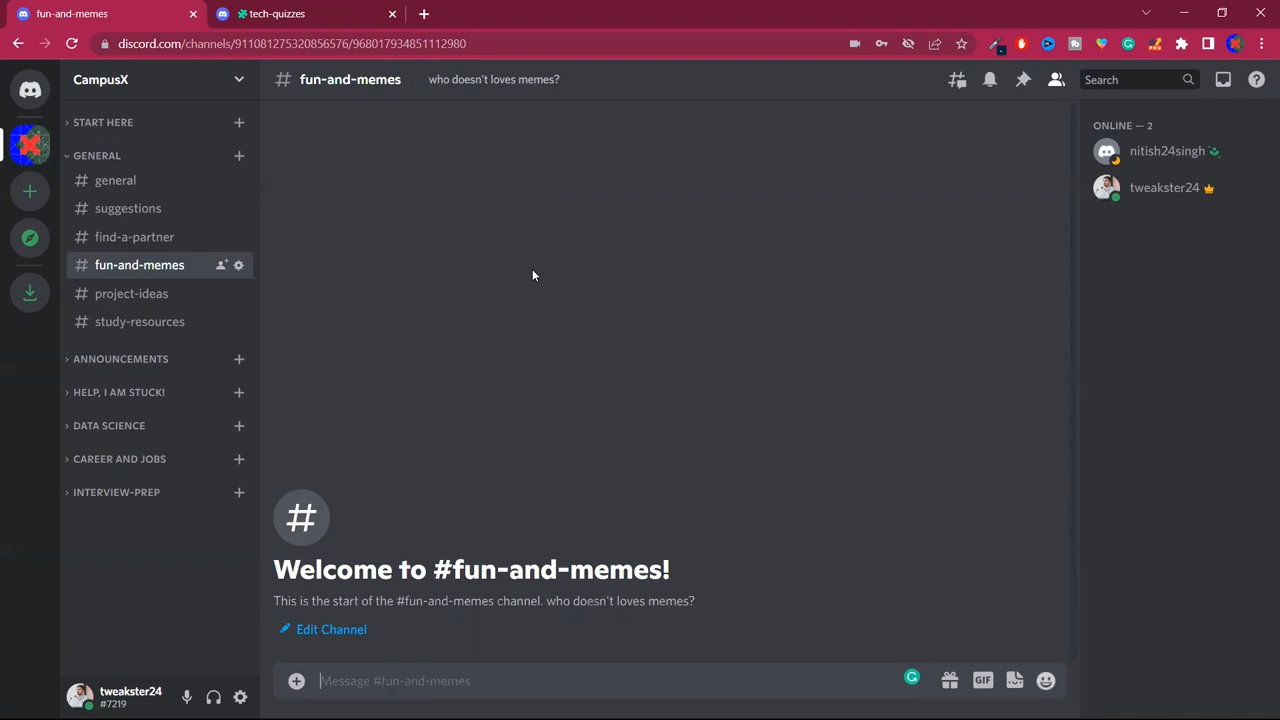 fun-and-memes
tech-quizzes
discord.com/channels/911081275320856576/968017934851112980
CampusX
fun-and-memes
who doesn't loves memes?
Search
START HERE
GENERAL
general
suggestions
find-a-partner
fun-and-memes
project-ideas
study-resources
ANNOUNCEMENTS
HELP, I AM STUCK!
DATA SCIENCE
CAREER AND JOBS
INTERVIEW-PREP
ONLINE — 2
nitish24singh
tweakster24
Welcome to #fun-and-memes!
This is the start of the #fun-and-memes channel. who doesn't loves memes?
Edit Channel
Message #fun-and-memes
GIF
tweakster24
#7219